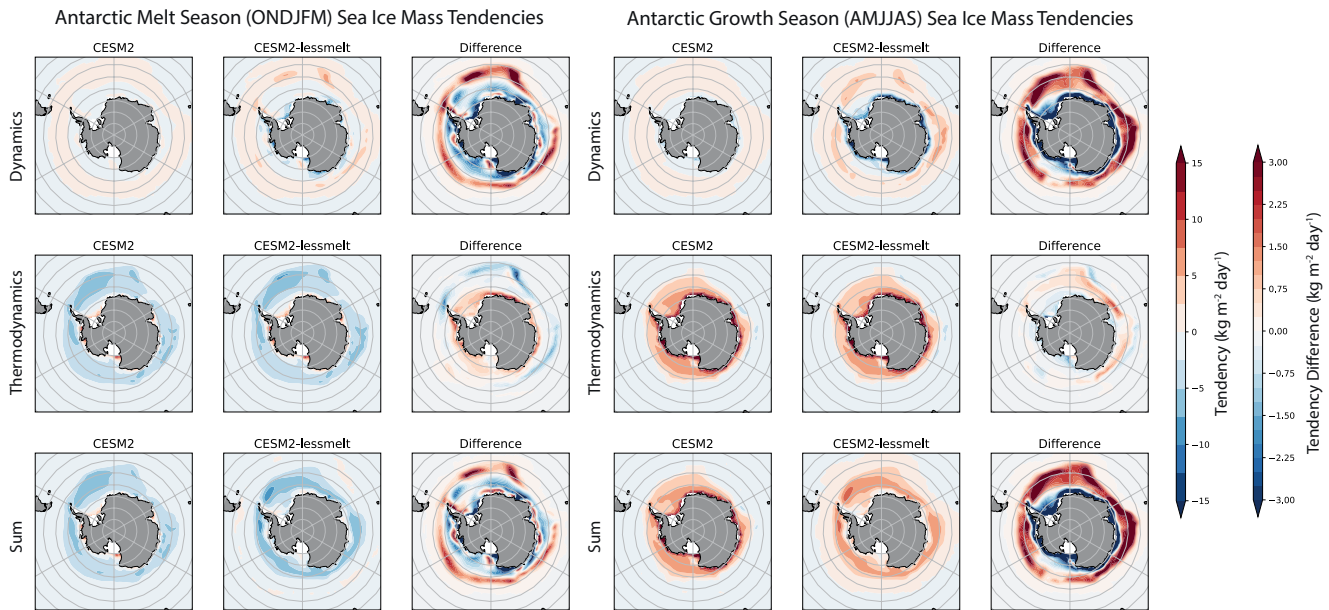 Antarctic Melt Season (ONDJFM) Sea Ice Mass Tendencies
Antarctic Growth Season (AMJJAS) Sea Ice Mass Tendencies
CESM2
CESM2-lessmelt
Difference
CESM2
CESM2-lessmelt
Difference
Dynamics
Dynamics
CESM2
CESM2-lessmelt
Difference
CESM2
CESM2-lessmelt
Difference
Thermodynamics
Thermodynamics
CESM2
CESM2-lessmelt
Difference
CESM2
CESM2-lessmelt
Difference
Sum
Sum
15
10
5
0
−5
−10
−15
Tendency (kg m⁻² day⁻¹)
3.00
2.25
1.50
0.75
0.00
−0.75
−1.50
−2.25
−3.00
Tendency Difference (kg m⁻² day⁻¹)